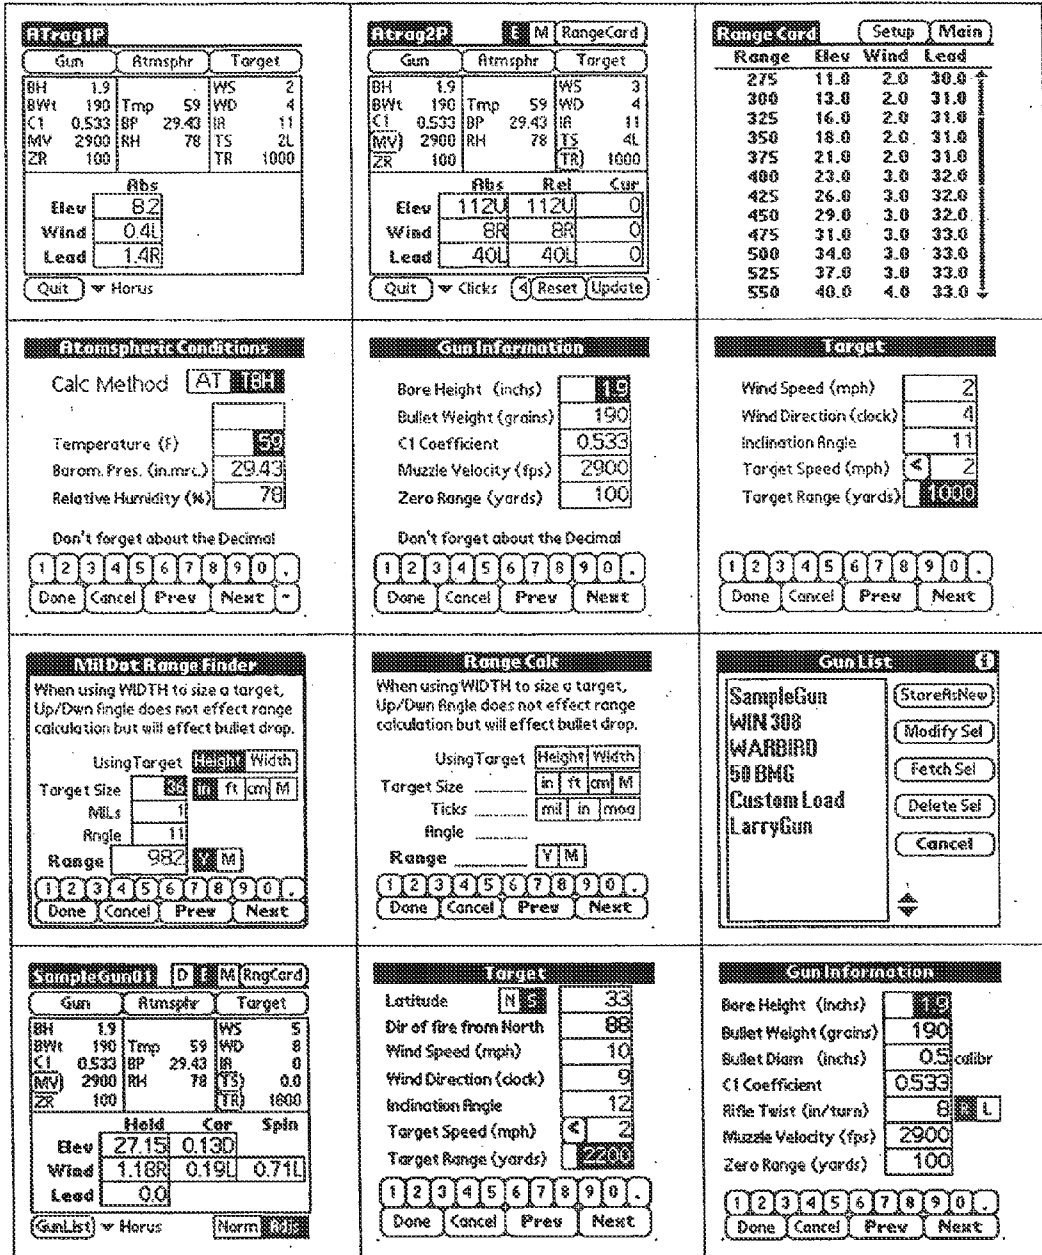 ATrag1P
Gun Atmsphr Target
BH 1.9 WS 2
BWt 190 Tmp 59 WD 4
C1 0.533 BP 29.43 IA 11
MV 2900 RH 78 TS 2L
ZR 100 TR 1000
Abs
Elev 8.2
Wind 0.4L
Lead 1.4R
Quit Horus
Atrag2P E M RangeCard
Gun Atmsphr Target
BH 1.9 WS 3
BWt 190 Tmp 59 WD 4
C1 0.533 BP 29.43 IA 11
MV 2900 RH 78 TS 4L
ZR 100 TR 1000
Abs Rel Cur
Elev 112U 112U 0
Wind 8R 8R 0
Lead 40L 40L 0
Quit Clicks Reset Update
Range Card Setup Main
Range Elev Wind Lead
275 11.0 2.0 30.0
300 13.0 2.0 31.0
325 16.0 2.0 31.0
350 18.0 2.0 31.0
375 21.0 2.0 31.0
400 23.0 3.0 32.0
425 26.0 3.0 32.0
450 29.0 3.0 32.0
475 31.0 3.0 33.0
500 34.0 3.0 33.0
525 37.0 3.0 33.0
550 40.0 4.0 33.0
Atomspheric Conditions
Calc Method AT TBH
Temperature (F) 59
Barom. Pres. (in.mrc.) 29.43
Relative Humidity (%) 78
Don't forget about the Decimal
1 2 3 4 5 6 7 8 9 0 .
Done Cancel Prev Next ~
Gun Information
Bore Height (inchs) 1.9
Bullet Weight (grains) 190
C1 Coefficient 0.533
Muzzle Velocity (fps) 2900
Zero Range (yards) 100
Don't forget about the Decimal
1 2 3 4 5 6 7 8 9 0 .
Done Cancel Prev Next
Target
Wind Speed (mph) 2
Wind Direction (clock) 4
Inclination Angle 11
Target Speed (mph) < 2
Target Range (yards) 1000
1 2 3 4 5 6 7 8 9 0 .
Done Cancel Prev Next
Mil Dot Range Finder
When using WIDTH to size a target,
Up/Dwn Angle does not effect range
calculation but will effect bullet drop.
Using Target Height Width
Target Size 36 in ft cm M
MILs 1
Angle 11
Range 982 Y M
1 2 3 4 5 6 7 8 9 0 .
Done Cancel Prev Next
Range Calc
When using WIDTH to size a target,
Up/Dwn Angle does not effect range
calculation but will effect bullet drop.
Using Target Height Width
Target Size in ft cm M
Ticks mil in moa
Angle
Range Y M
1 2 3 4 5 6 7 8 9 0 .
Done Cancel Prev Next
Gun List i
SampleGun StoreAsNew
WIN 308 Modify Sel
WARBIRD
50 BMG Fetch Sel
Custom Load Delete Sel
LarryGun
Cancel
SampleGun01 D E M RngCard
Gun Atmsphr Target
BH 1.9 WS 5
BWt 190 Tmp 59 WD 8
C1 0.533 BP 29.43 IA 0
MV 2900 RH 78 TS 0.0
ZR 100 TR 1600
Hold Cor Spin
Elev 27.15 0.13D
Wind 1.18R 0.19L 0.71L
Lead 0.0
GunList Horus Norm
Target
Latitude N S 33
Dir of fire from North 88
Wind Speed (mph) 10
Wind Direction (clock) 9
Inclination Angle 12
Target Speed (mph) < 2
Target Range (yards) 2200
1 2 3 4 5 6 7 8 9 0 .
Done Cancel Prev Next
Gun Information
Bore Height (inchs) 1.9
Bullet Weight (grains) 190
Bullet Diam (inchs) 0.5 calibr
C1 Coefficient 0.533
Rifle Twist (in/turn) 8 R L
Muzzle Velocity (fps) 2900
Zero Range (yards) 100
1 2 3 4 5 6 7 8 9 0 .
Done Cancel Prev Next